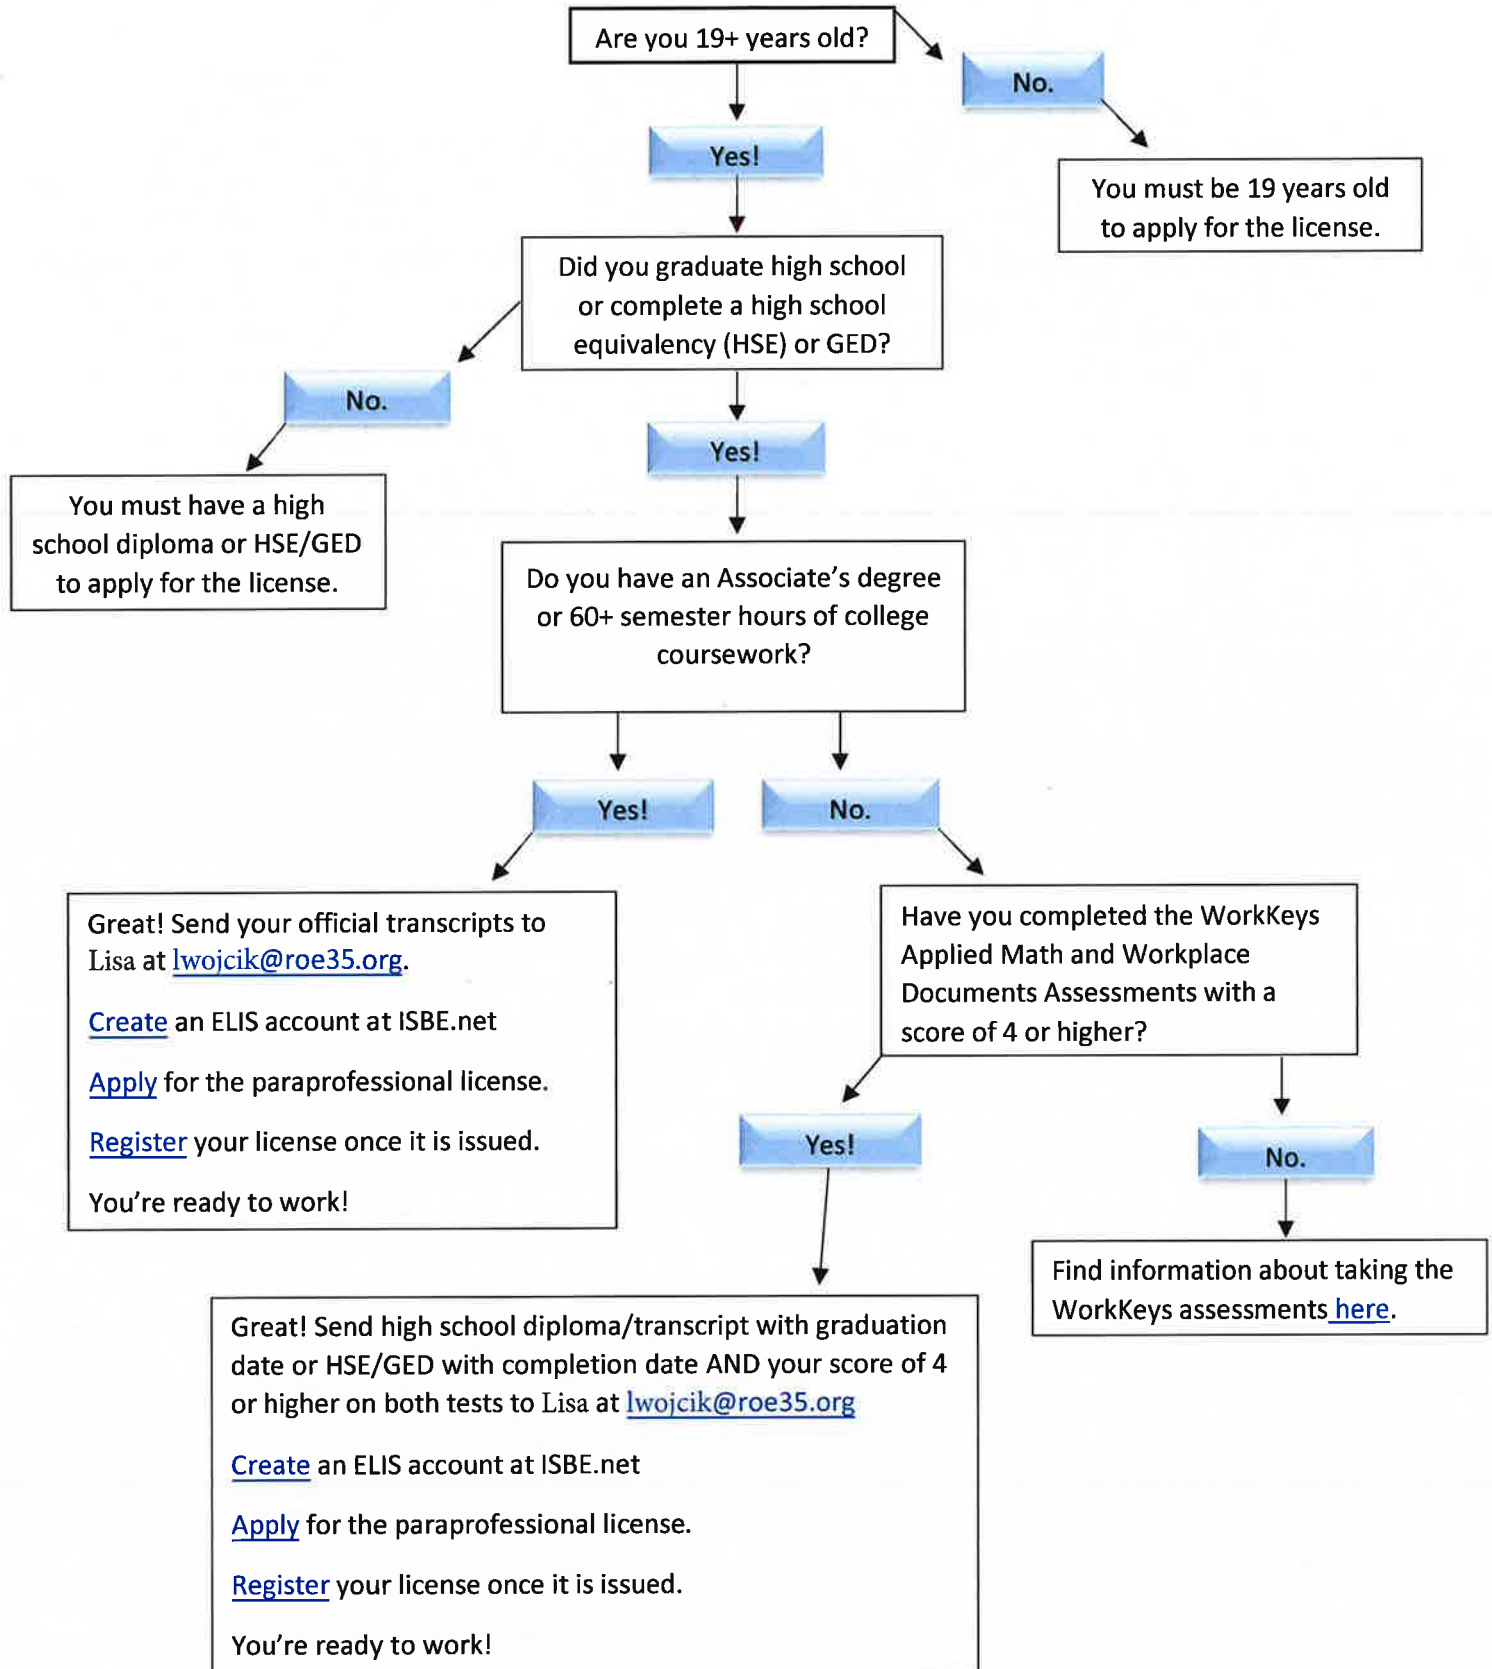 Are you 19+ years old?
No.
Yes!
You must be 19 years old
to apply for the license.
Did you graduate high school
or complete a high school
equivalency (HSE) or GED?
No.
Yes!
You must have a high
school diploma or HSE/GED
to apply for the license.
Do you have an Associate's degree
or 60+ semester hours of college
coursework?
Yes!
No.
Great! Send your official transcripts to
Lisa at lwojcik@roe35.org.
Create an ELIS account at ISBE.net
Apply for the paraprofessional license.
Register your license once it is issued.
You're ready to work!
Have you completed the WorkKeys
Applied Math and Workplace
Documents Assessments with a
score of 4 or higher?
Yes!
No.
Find information about taking the
WorkKeys assessments here.
Great! Send high school diploma/transcript with graduation
date or HSE/GED with completion date AND your score of 4
or higher on both tests to Lisa at lwojcik@roe35.org
Create an ELIS account at ISBE.net
Apply for the paraprofessional license.
Register your license once it is issued.
You're ready to work!